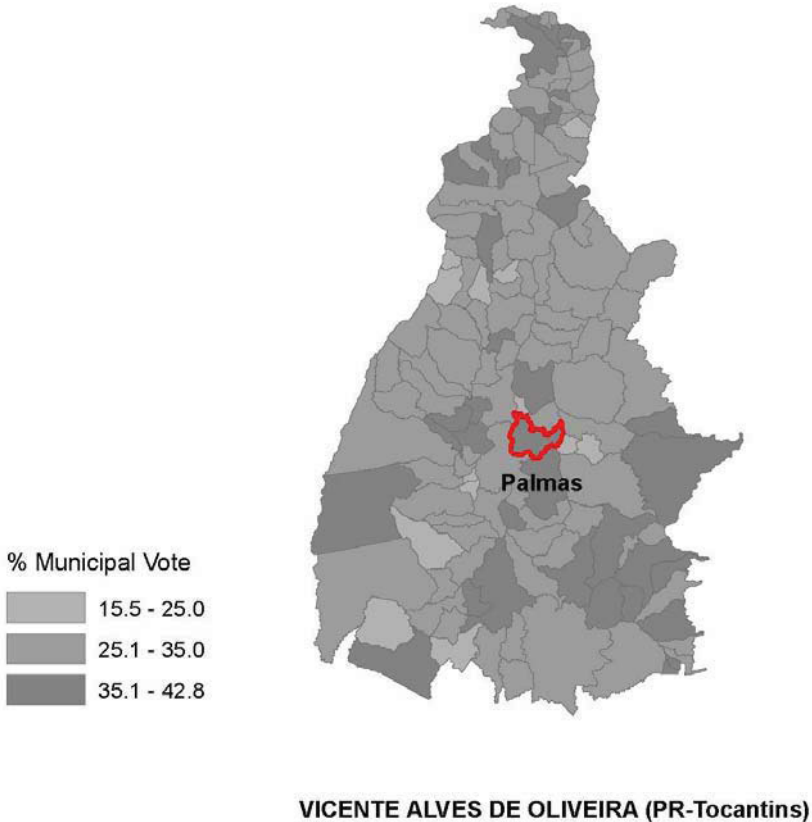 Palmas
% Municipal Vote
15.5 - 25.0
25.1 - 35.0
35.1 - 42.8
VICENTE ALVES DE OLIVEIRA (PR-Tocantins)